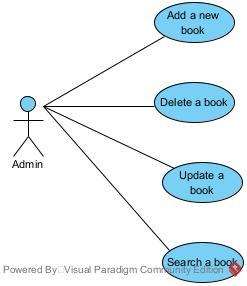 Add a new
book
Delete a book
Admin
Update a
book
Search a book
Powered By Visual Paradigm Community Edition